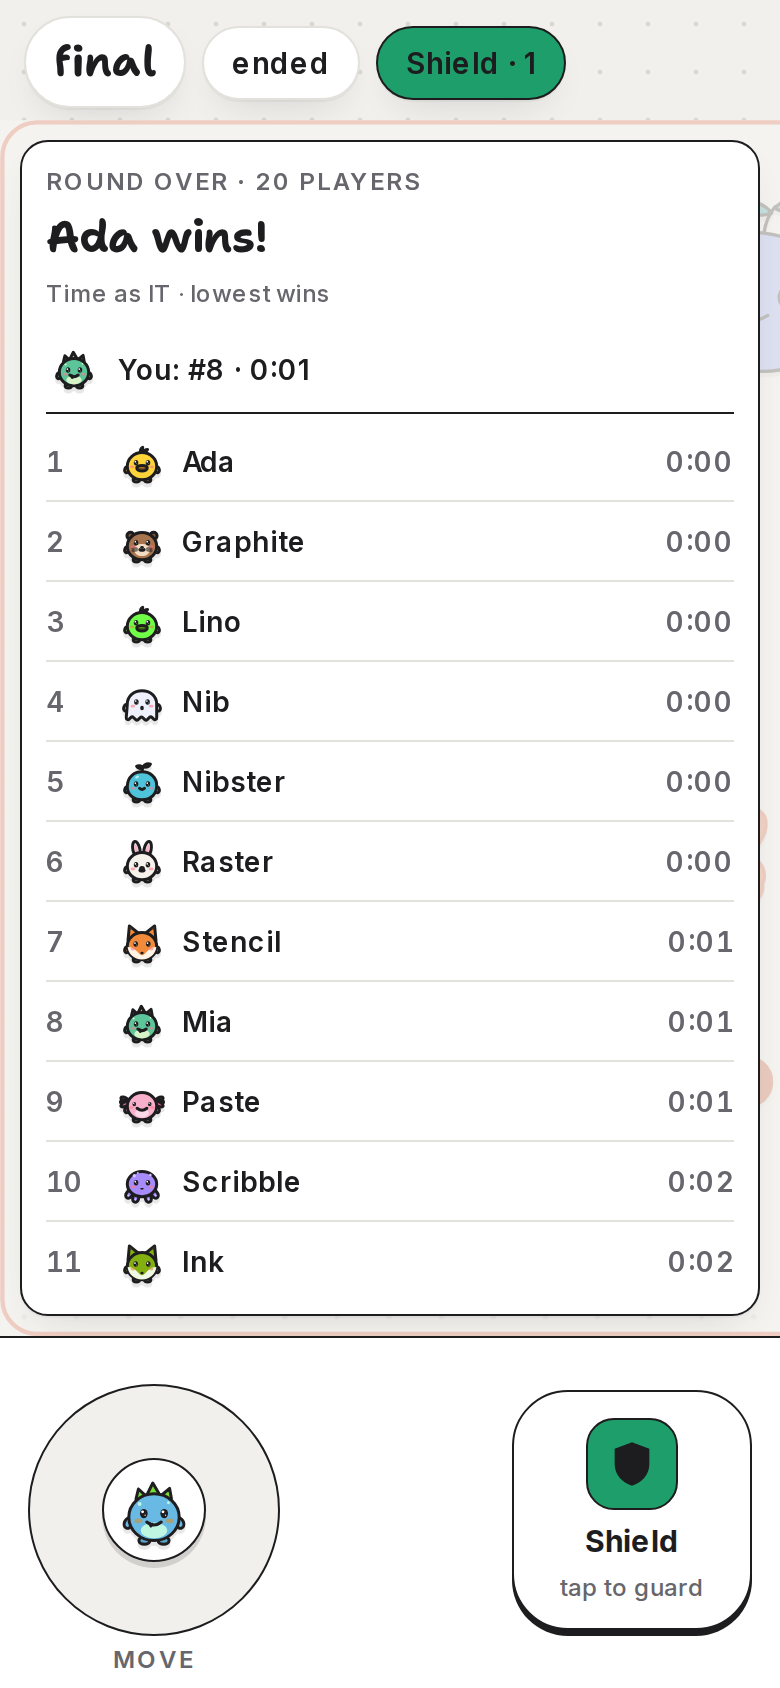 final
ended
Shield · 1
ROUND OVER · 20 PLAYERS
Ada wins!
Time as IT · lowest wins
You: #8 · 0:01
1 Ada 0:00
2 Graphite 0:00
3 Lino 0:00
4 Nib 0:00
5 Nibster 0:00
6 Raster 0:00
7 Stencil 0:01
8 Mia 0:01
9 Paste 0:01
10 Scribble 0:02
11 Ink 0:02
Shield
tap to guard
MOVE